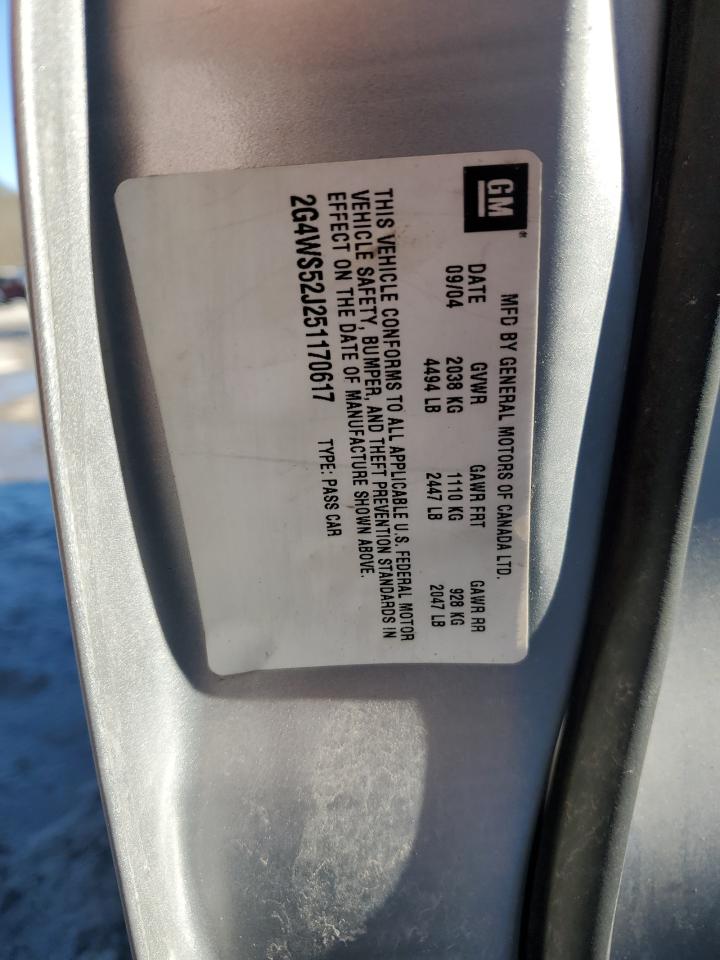 GM®
MFD BY GENERAL MOTORS OF CANADA LTD.
DATE GVWR GAWR FRT GAWR RR
09/04 2038 KG 1110 KG 928 KG
4494 LB 2447 LB 2047 LB
THIS VEHICLE CONFORMS TO ALL APPLICABLE U.S. FEDERAL MOTOR
VEHICLE SAFETY, BUMPER, AND THEFT PREVENTION STANDARDS IN
EFFECT ON THE DATE OF MANUFACTURE SHOWN ABOVE.
2G4WS52J251170617 TYPE: PASS CAR